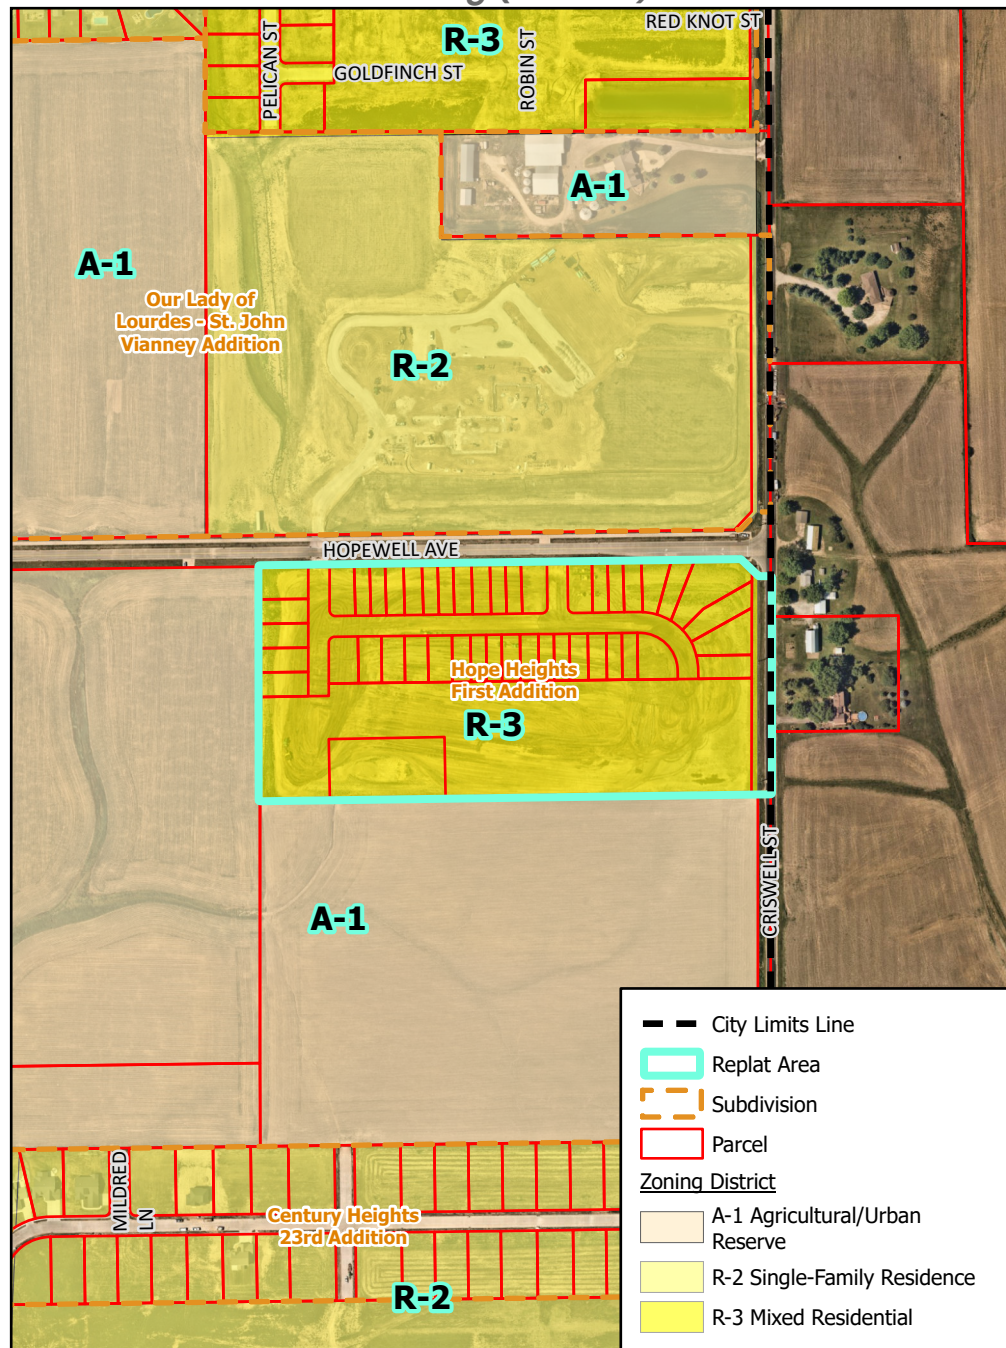 RED KNOT ST
R-3
PELICAN ST
GOLDFINCH ST
ROBIN ST
A-1
A-1
Our Lady of
Lourdes - St. John
Vianney Addition
R-2
HOPEWELL AVE
Hope Heights
First Addition
R-3
CRISWELL ST
A-1
MILDRED
LN
Century Heights
23rd Addition
R-2
City Limits Line
Replat Area
Subdivision
Parcel
Zoning District
A-1 Agricultural/Urban
Reserve
R-2 Single-Family Residence
R-3 Mixed Residential